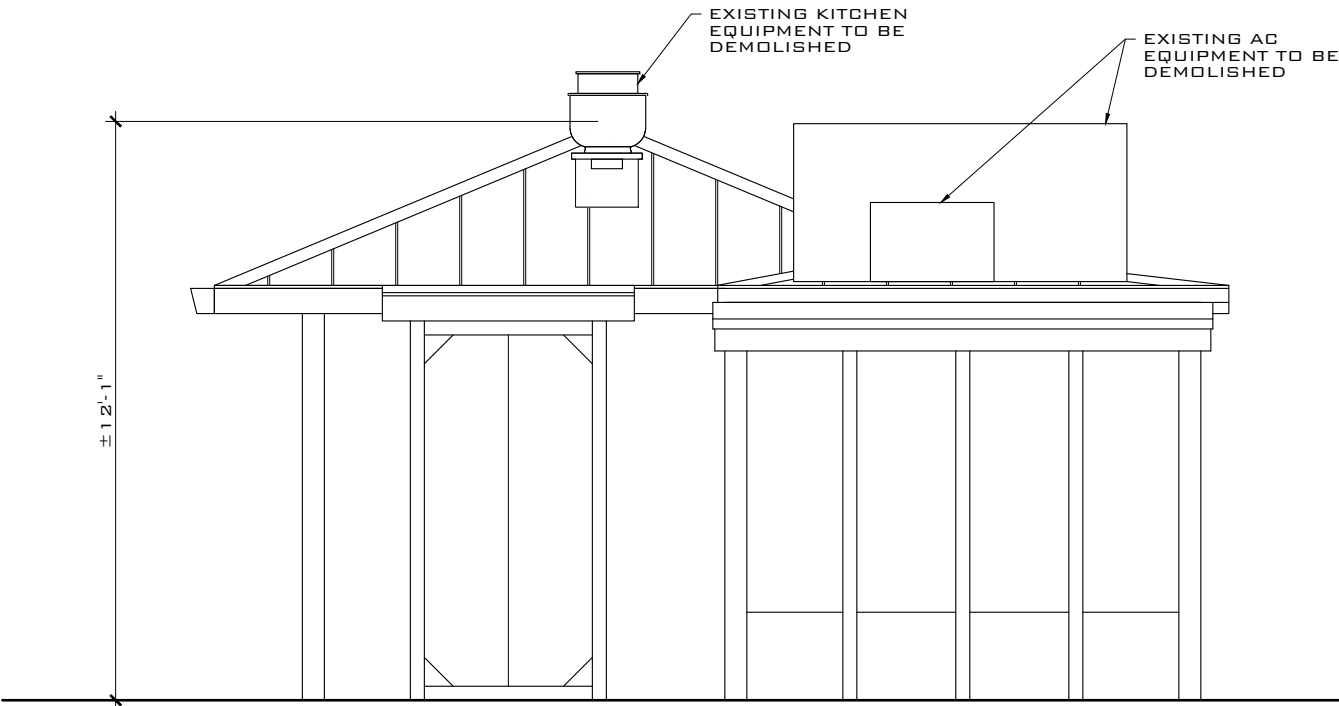 EXISTING KITCHEN
EQUIPMENT TO BE
DEMOLISHED
EXISTING AC
EQUIPMENT TO BE
DEMOLISHED
±12'-1"